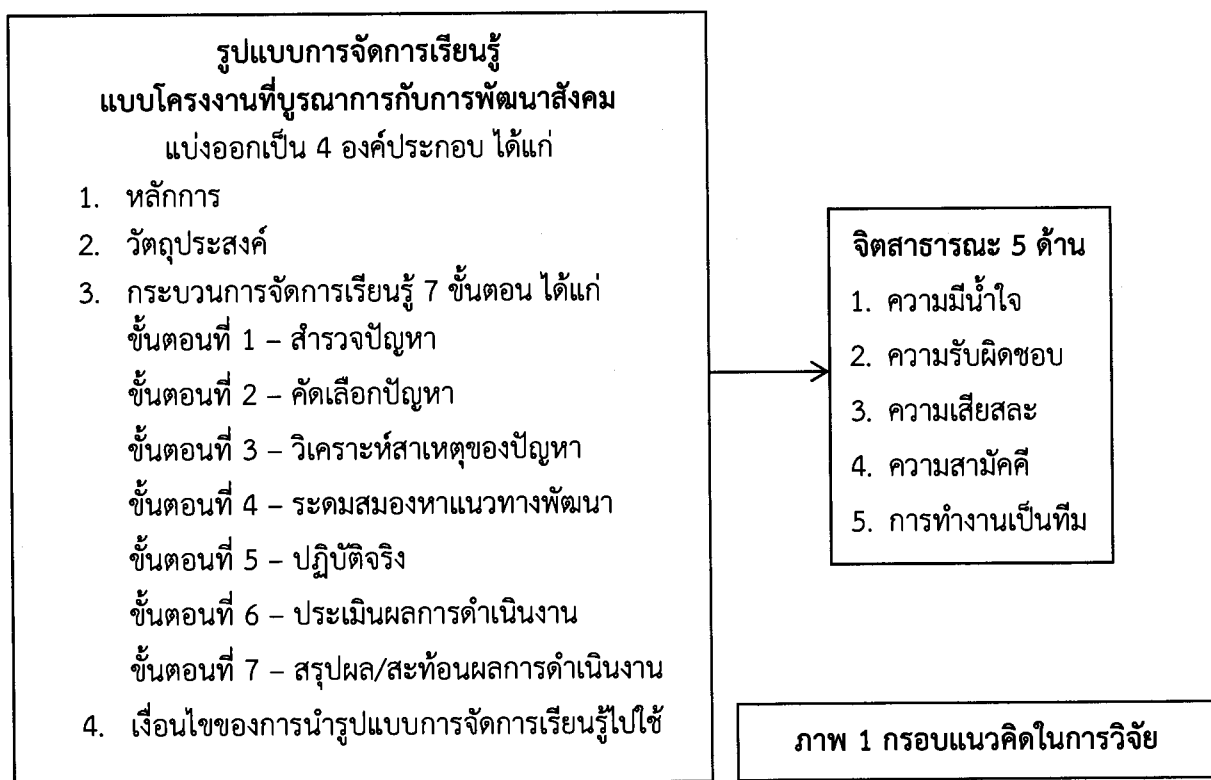 รูปแบบการจัดการเรียนรู้
แบบโครงงานที่บูรณาการกับการพัฒนาสังคม
แบ่งออกเป็น 4 องค์ประกอบ ได้แก่
1. หลักการ
2. วัตถุประสงค์
3. กระบวนการจัดการเรียนรู้ 7 ขั้นตอน ได้แก่
ขั้นตอนที่ 1 – สำรวจปัญหา
ขั้นตอนที่ 2 – คัดเลือกปัญหา
ขั้นตอนที่ 3 – วิเคราะห์สาเหตุของปัญหา
ขั้นตอนที่ 4 – ระดมสมองหาแนวทางพัฒนา
ขั้นตอนที่ 5 – ปฏิบัติจริง
ขั้นตอนที่ 6 – ประเมินผลการดำเนินงาน
ขั้นตอนที่ 7 – สรุปผล/สะท้อนผลการดำเนินงาน
4. เงื่อนไขของการนำรูปแบบการจัดการเรียนรู้ไปใช้
จิตสาธารณะ 5 ด้าน
1. ความมีน้ำใจ
2. ความรับผิดชอบ
3. ความเสียสละ
4. ความสามัคคี
5. การทำงานเป็นทีม
ภาพ 1 กรอบแนวคิดในการวิจัย